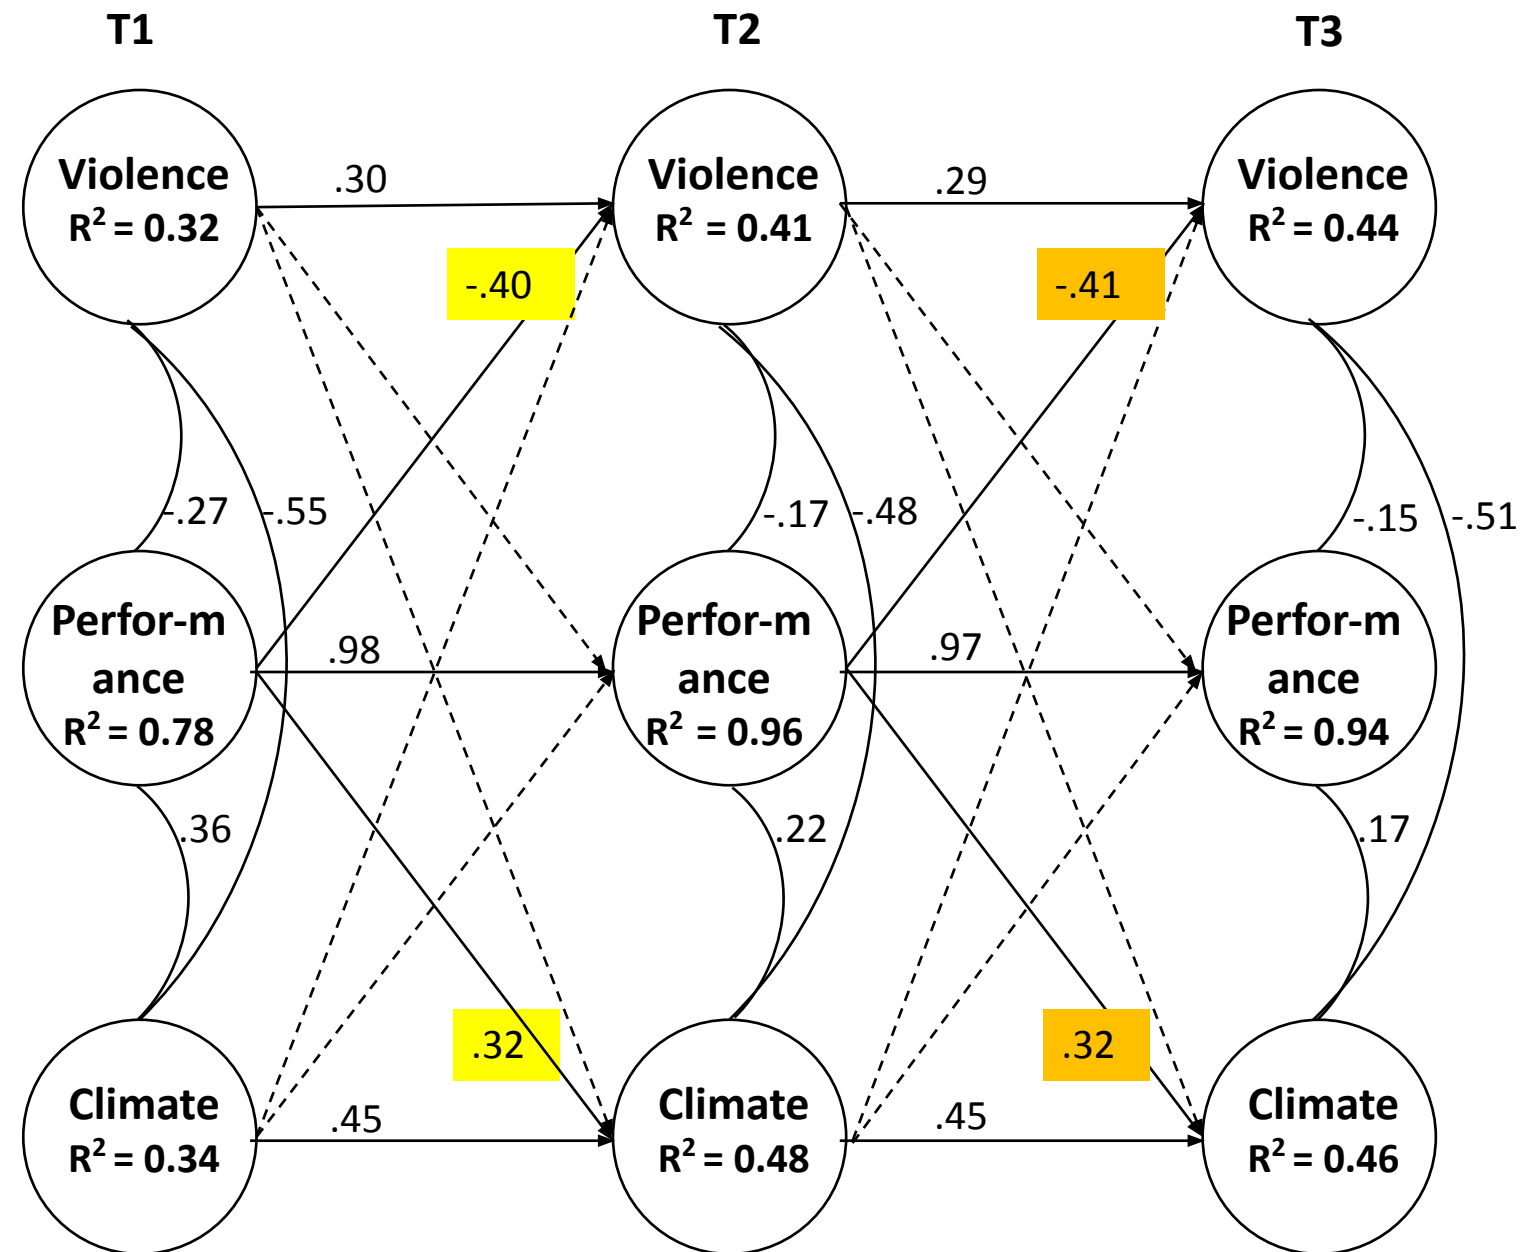 T1 T2 T3
Violence
R² = 0.32
.30
Violence
R² = 0.41
.29
Violence
R² = 0.44
-.40
-.41
-.27
-.55
-.17
-.48
-.15
-.51
Perfor-m
ance
R² = 0.78
.98
Perfor-m
ance
R² = 0.96
.97
Perfor-m
ance
R² = 0.94
.36
.22
.17
.32
.32
Climate
R² = 0.34
.45
Climate
R² = 0.48
.45
Climate
R² = 0.46